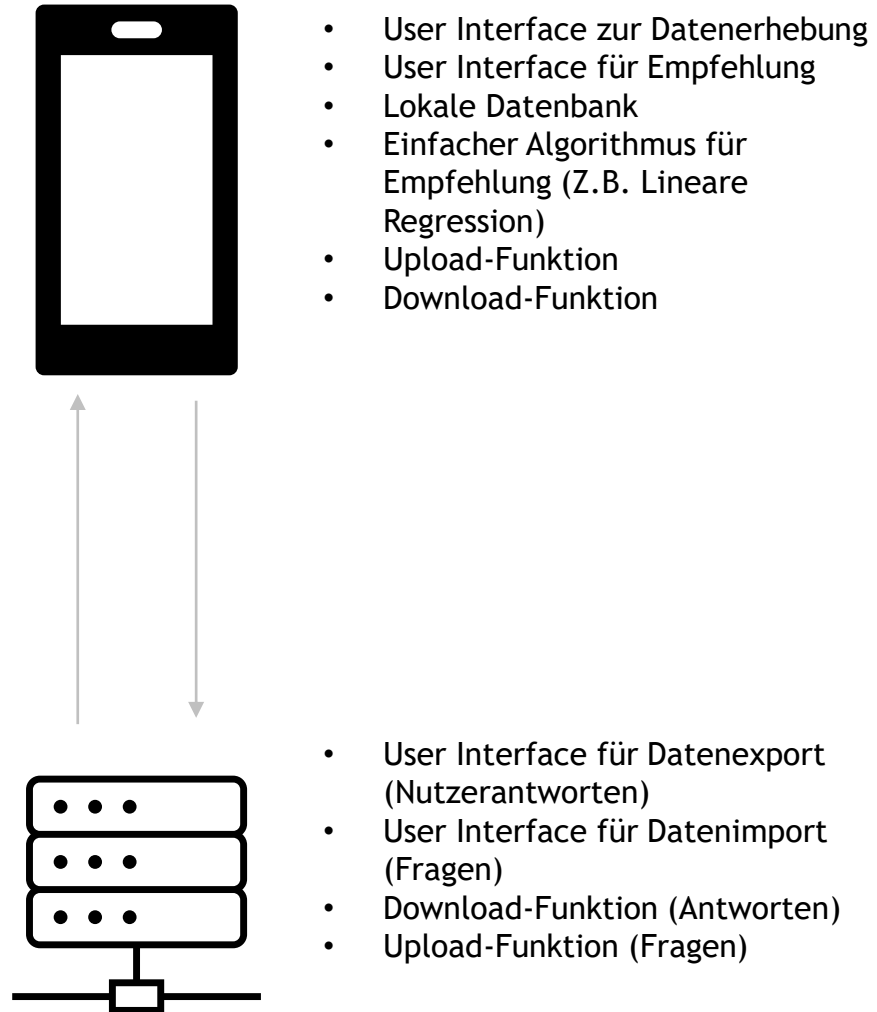 • User Interface zur Datenerhebung
• User Interface für Empfehlung
• Lokale Datenbank
• Einfacher Algorithmus für
Empfehlung (Z.B. Lineare
Regression)
• Upload-Funktion
• Download-Funktion
• User Interface für Datenexport
(Nutzerantworten)
• User Interface für Datenimport
(Fragen)
• Download-Funktion (Antworten)
• Upload-Funktion (Fragen)